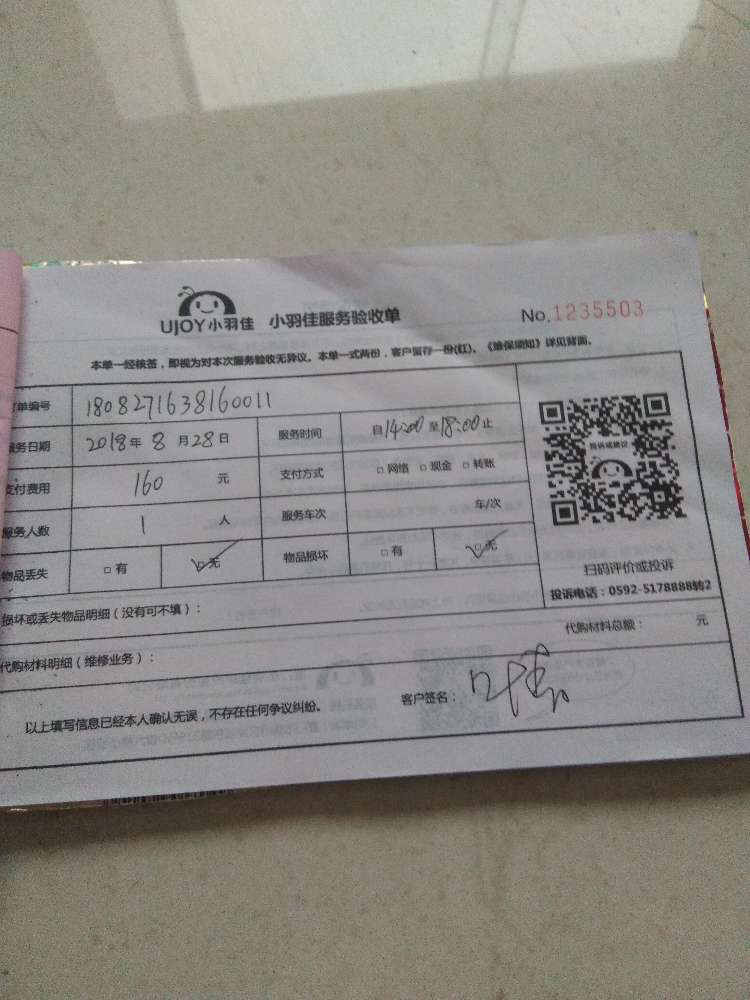 UJOY小羽佳 小羽佳服务验收单 No.1235503
本单一经核签，即视为对本次服务验收无异议。本单一式两份，客户留存一份(红)。《维保须知》详见背面。
订单编号 1808271638160011
服务日期 2018年8月28日 服务时间 自14:00至18:00止
支付费用 160 元 支付方式 □ 网络 □ 现金 □ 转账
服务人数 1 人 服务车次 车/次
物品丢失 □ 有 ☑ 无 物品损坏 □ 有 ☑ 无
投诉或建议
扫码评价或投诉
投诉电话：0592-5178888转2
损坏或丢失物品明细（没有可不填）：
代购材料明细（维修业务）： 代购材料总额： 元
以上填写信息已经本人确认无误，不存在任何争议纠纷。 客户签名：